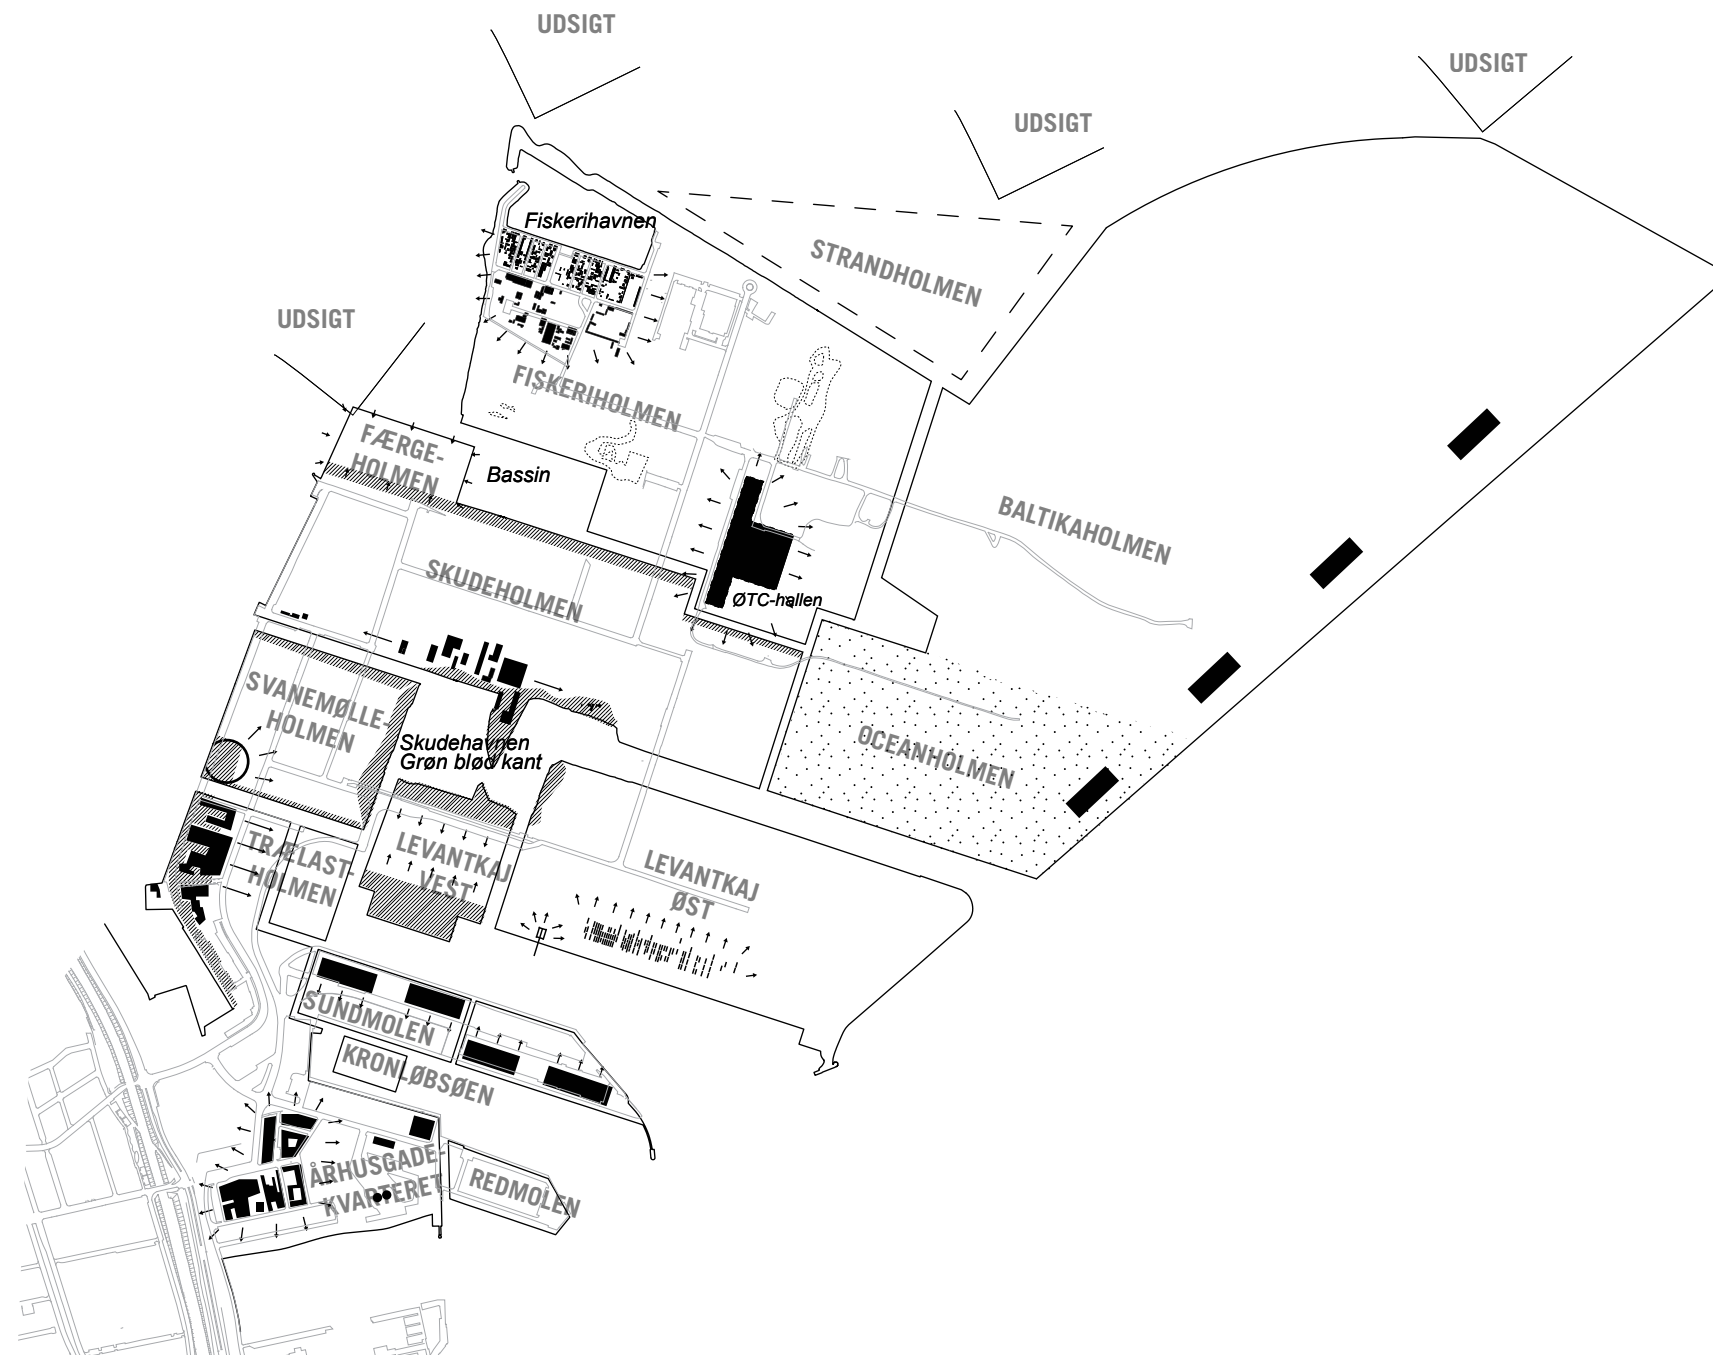 UDSIGT
UDSIGT
UDSIGT
Fiskerihavnen
STRANDHOLMEN
UDSIGT
FISKERIHOLMEN
FÆRGE-
HOLMEN
Bassin
BALTIKAHOLMEN
SKUDEHOLMEN
ØTC-hallen
SVANEMØLLE-
HOLMEN
Skudehavnen
Grøn blød kant
OCEANHOLMEN
TRÆLAST-
HOLMEN
LEVANTKAJ
VEST
LEVANTKAJ
ØST
SUNDMOLEN
KRONLØBSØEN
ÅRHUSGADE-
KVARTERET
REDMOLEN